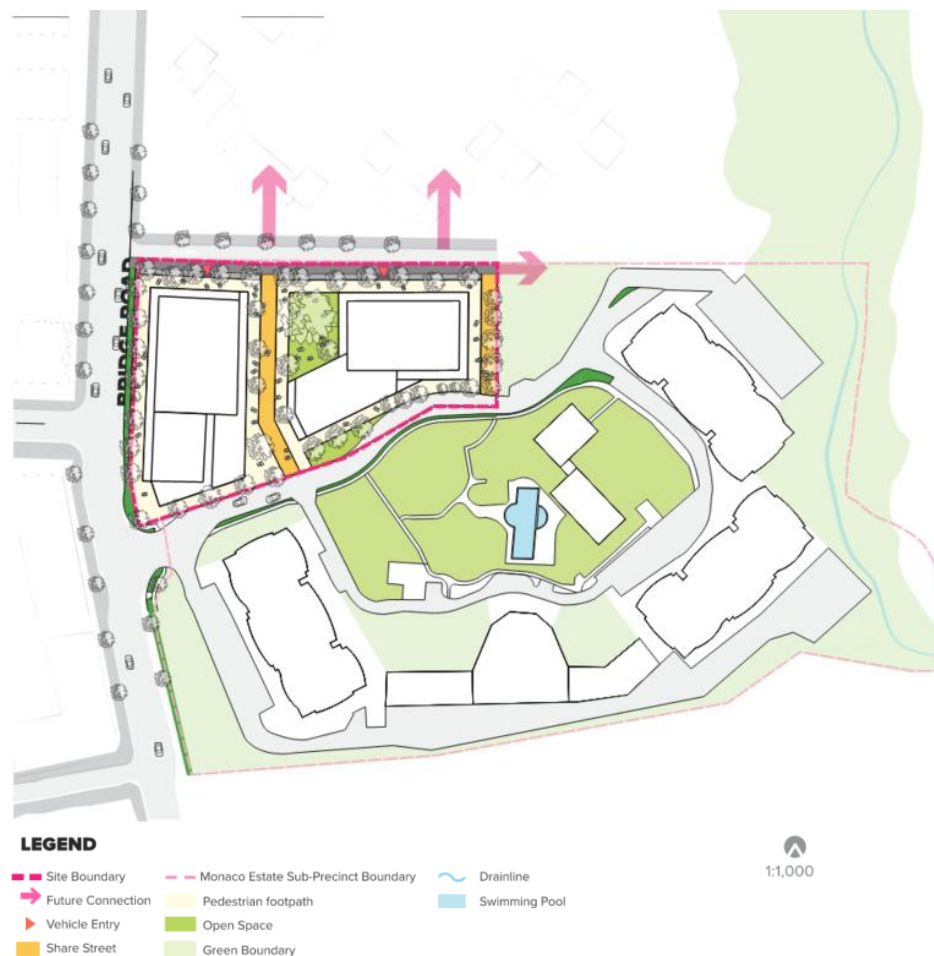 BRIDGE ROAD
LEGEND
Site Boundary
Future Connection
Vehicle Entry
Share Street
Monaco Estate Sub-Precinct Boundary
Pedestrian footpath
Open Space
Green Boundary
Drainline
Swimming Pool
1:1,000